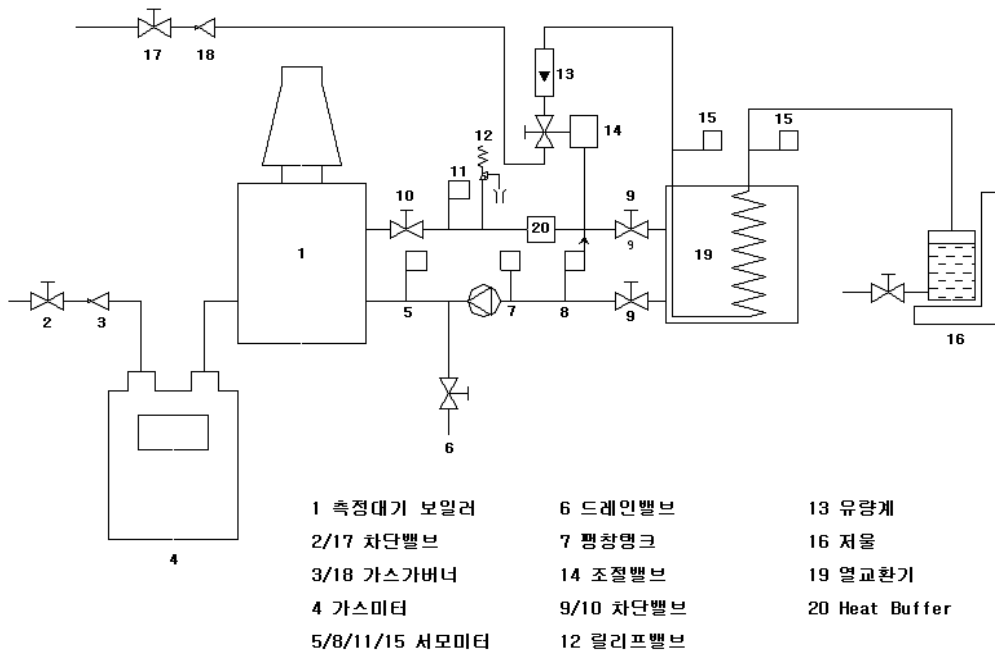 17
18
13
15
15
12
14
11
10
9
20
9
1
19
2
3
5
7
8
9
16
6
4
1 측정대기 보일러
6 드레인밸브
13 유량계
2/17 차단밸브
7 팽창탱크
16 저울
3/18 가스가버너
14 조절밸브
19 열교환기
4 가스미터
9/10 차단밸브
20 Heat Buffer
5/8/11/15 서모미터
12 릴리프밸브